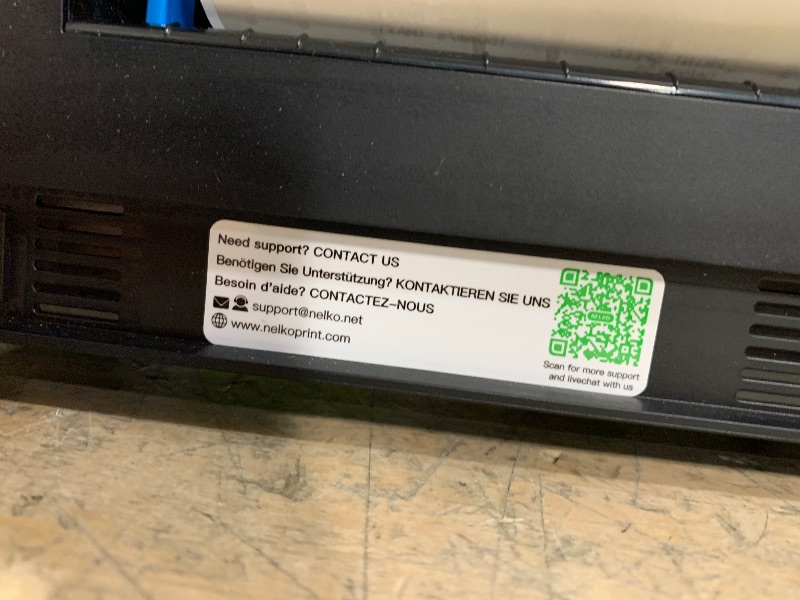 Need support? CONTACT US
Benötigen Sie Unterstützung? KONTAKTIEREN SIE UNS
Besoin d'aide? CONTACTEZ-NOUS
support@nelko.net
www.nelkoprint.com
NELKO
Scan for more support
and livechat with us